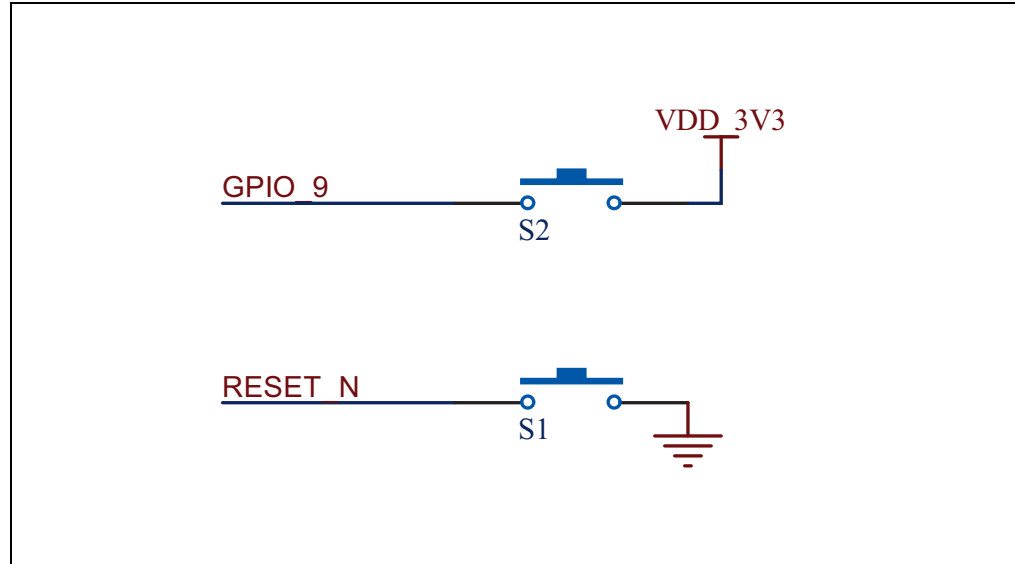 VDD_3V3
GPIO_9
S2
RESET_N
S1